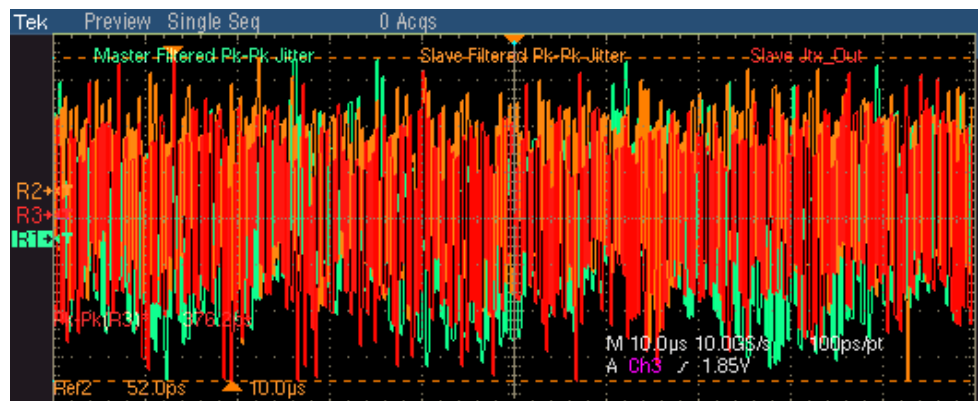 Tek Preview Single Seq 0 Acqs
Master Filtered Pk-Pk Jitter Slave Filtered Pk-Pk Jitter Slave Jtx_Out
R2
R3
R1
M 10.0µs 10.0GS/s 100ps/pt
A Ch3 1.85V
Ref2 52.0ps 10.0µs